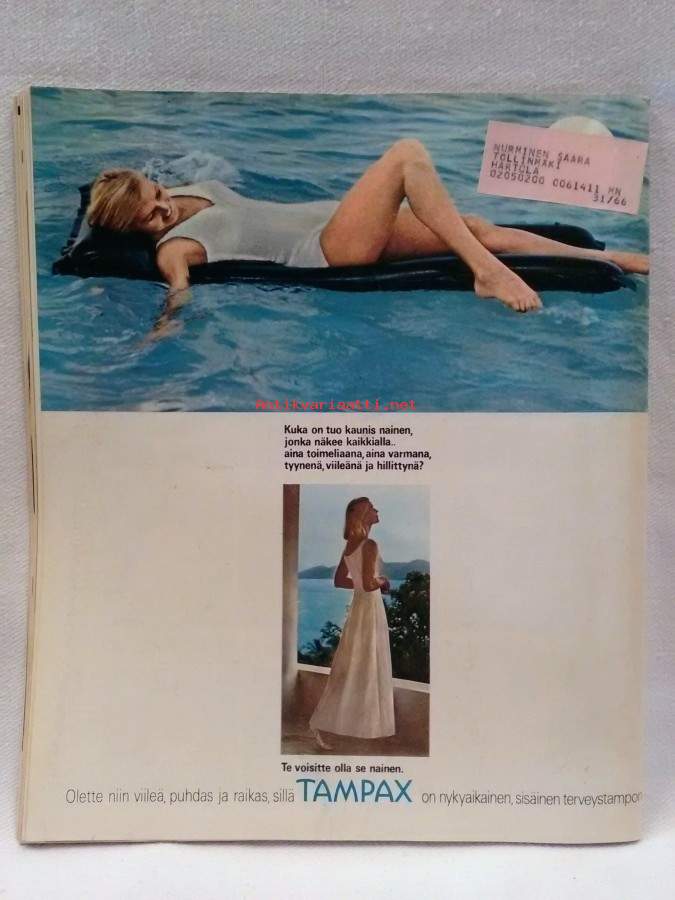 NURMINEN SAARA
TOLLINMÄKI
HARTOLA
02050200 0061411 MN
31/66
Antikvariaatti.net
Kuka on tuo kaunis nainen,
jonka näkee kaikkialla..
aina toimeliaana, aina varmana,
tyynenä, viileänä ja hillittynä?
Te voisitte olla se nainen.
Olette niin viileä, puhdas ja raikas, sillä TAMPAX on nykyaikainen, sisäinen terveystampon